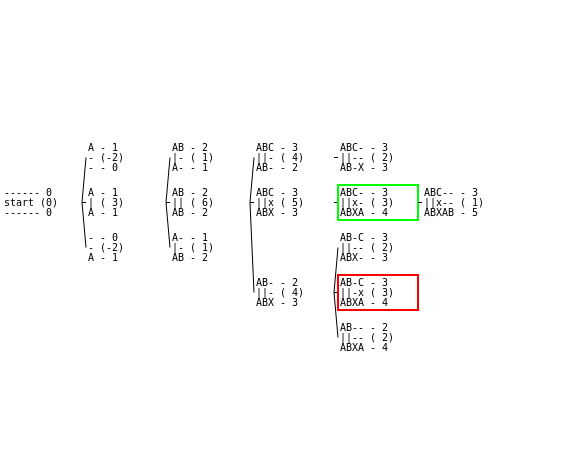 ------ 0
start (0)
------ 0
A - 1
- (-2)
- - 0
A - 1
| ( 3)
A - 1
- - 0
- (-2)
A - 1
AB - 2
|- ( 1)
A- - 1
AB - 2
|| ( 6)
AB - 2
A- - 1
|- ( 1)
AB - 2
ABC - 3
||- ( 4)
AB- - 2
ABC - 3
||x ( 5)
ABX - 3
AB- - 2
||- ( 4)
ABX - 3
ABC- - 3
||-- ( 2)
AB-X - 3
ABC- - 3
||x- ( 3)
ABXA - 4
AB-C - 3
||-- ( 2)
ABX- - 3
AB-C - 3
||-x ( 3)
ABXA - 4
AB-- - 2
||-- ( 2)
ABXA - 4
ABC-- - 3
||x-- ( 1)
ABXAB - 5